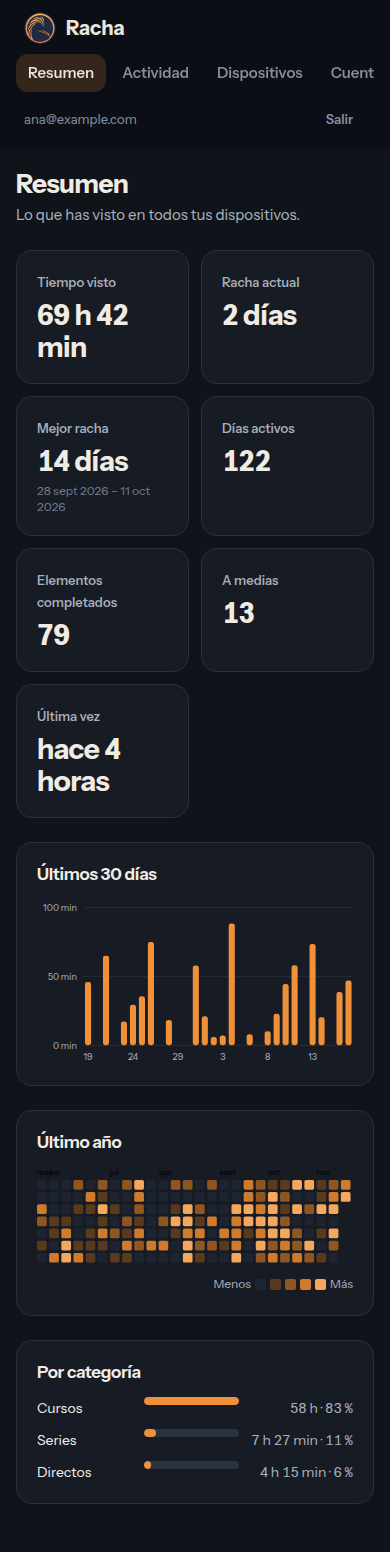 Racha
Resumen Actividad Dispositivos Cuent
ana@example.com Salir
Resumen
Lo que has visto en todos tus dispositivos.
Tiempo visto
69 h 42
min
Racha actual
2 días
Mejor racha
14 días
28 sept 2026 – 11 oct
2026
Días activos
122
Elementos
completados
79
A medias
13
Última vez
hace 4
horas
Últimos 30 días
100 min
50 min
0 min
19 24 29 3 8 13
Último año
jul ago sept oct nov
Menos Más
Por categoría
Cursos 58 h · 83 %
Series 7 h 27 min · 11 %
Directos 4 h 15 min · 6 %